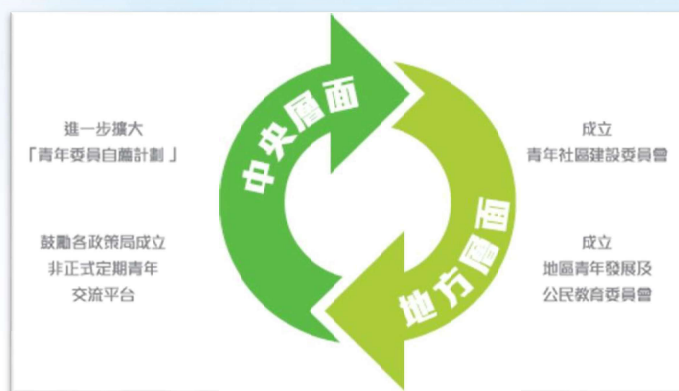 進一步擴大
「青年委員自薦計劃」
鼓勵各政策局成立
非正式定期青年
交流平台
中央層面
地方層面
成立
青年社區建設委員會
成立
地區青年發展及
公民教育委員會